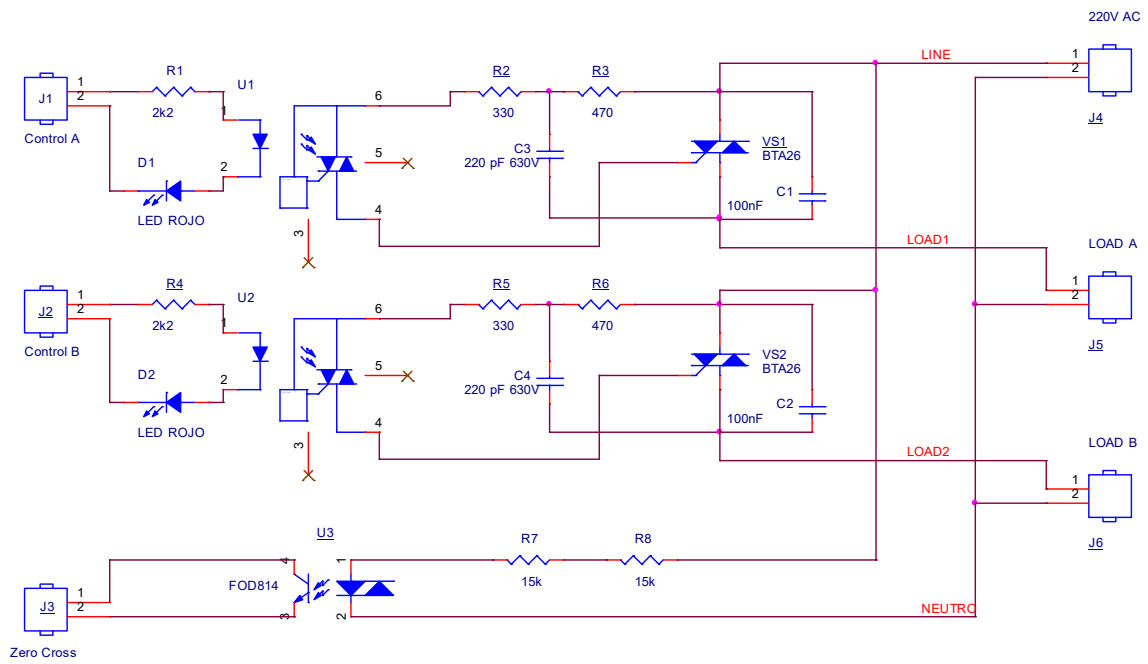 220V AC
LINE
1
2
J4
R1
2k2
U1
1
2
J1
Control A
1
2
D1
LED ROJO
6
5
4
3
R2
330
R3
470
C3
220 pF 630V
VS1
BTA26
C1
100nF
LOAD1
LOAD A
1
2
J5
R4
2k2
U2
1
2
J2
Control B
1
2
D2
LED ROJO
6
5
4
3
R5
330
R6
470
C4
220 pF 630V
VS2
BTA26
C2
100nF
LOAD2
LOAD B
1
2
J6
U3
4
3
1
2
FOD814
R7
15k
R8
15k
NEUTRO
1
2
J3
Zero Cross